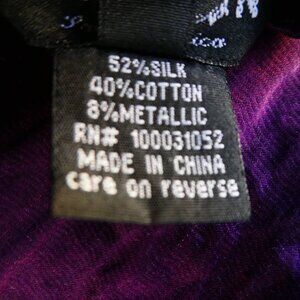 52%SILK
40%COTTON
8%METALLIC
RN# 100031052
MADE IN CHINA
care on reverse